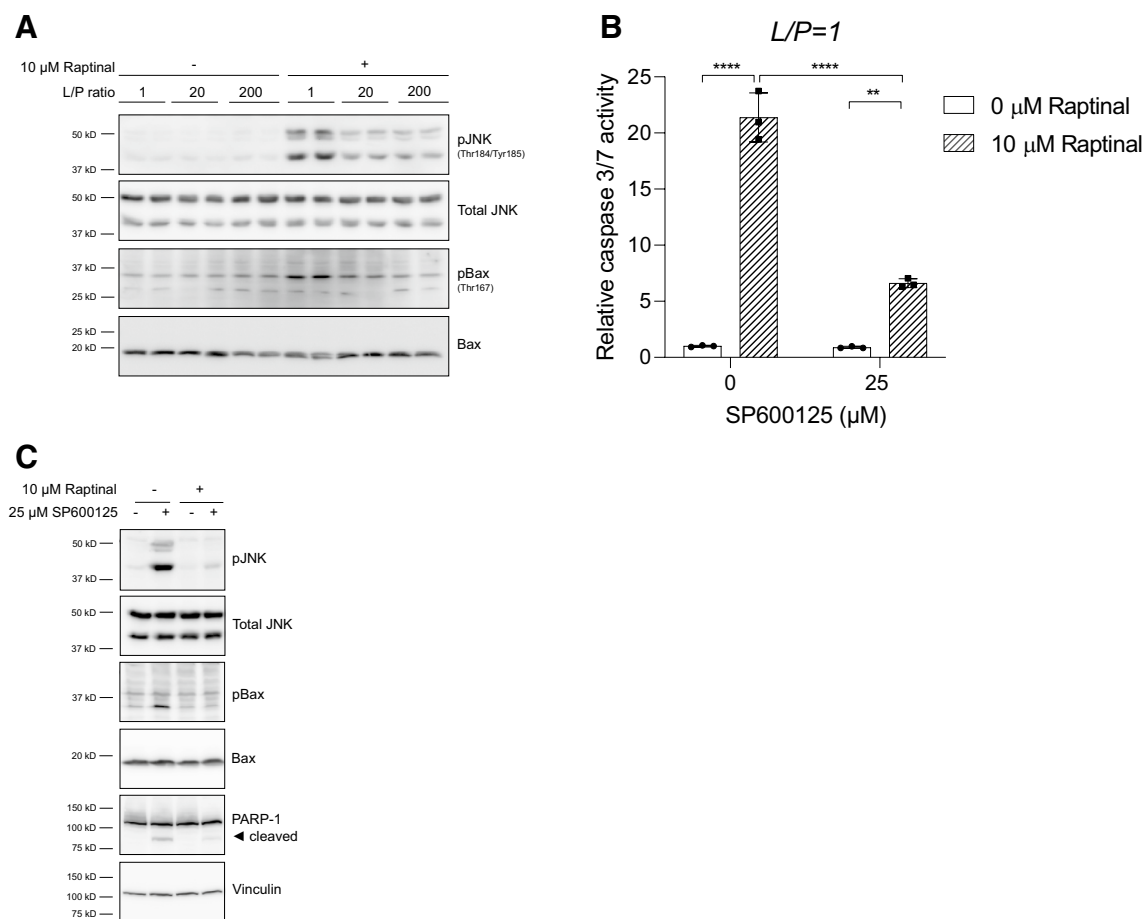 A
10 µM Raptinal - +
L/P ratio 1 20 200 1 20 200
50 kD
37 kD
pJNK
(Thr184/Tyr185)
50 kD
37 kD
Total JNK
37 kD
25 kD
pBax
(Thr167)
25 kD
20 kD
Bax
B
L/P=1
Relative caspase 3/7 activity
25
20
15
10
5
0
**** ****
**
0 25
SP600125 (µM)
0 µM Raptinal
10 µM Raptinal
C
10 µM Raptinal - +
25 µM SP600125 - + - +
50 kD
37 kD
pJNK
50 kD
37 kD
Total JNK
37 kD
pBax
20 kD
Bax
150 kD
100 kD
75 kD
PARP-1
◄ cleaved
150 kD
100 kD
75 kD
Vinculin